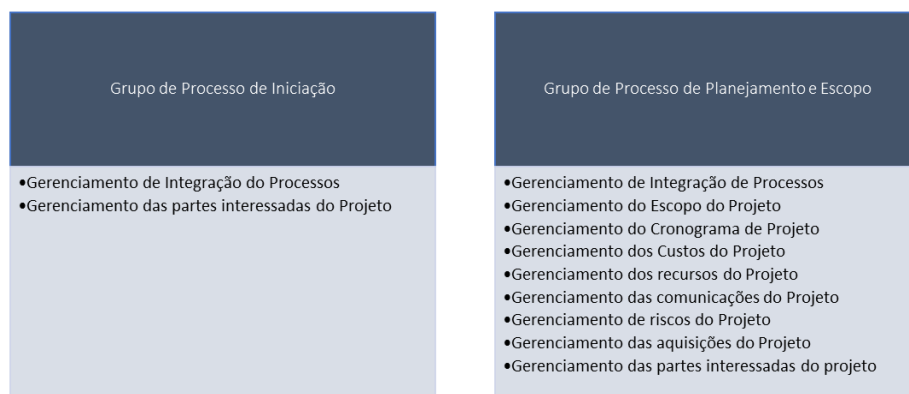 Grupo de Processo de Iniciação
•Gerenciamento de Integração do Processos
•Gerenciamento das partes interessadas do Projeto
Grupo de Processo de Planejamento e Escopo
•Gerenciamento de Integração de Processos
•Gerenciamento do Escopo do Projeto
•Gerenciamento do Cronograma de Projeto
•Gerenciamento dos Custos do Projeto
•Gerenciamento dos recursos do Projeto
•Gerenciamento das comunicações do Projeto
•Gerenciamento de riscos do Projeto
•Gerenciamento das aquisições do Projeto
•Gerenciamento das partes interessadas do projeto